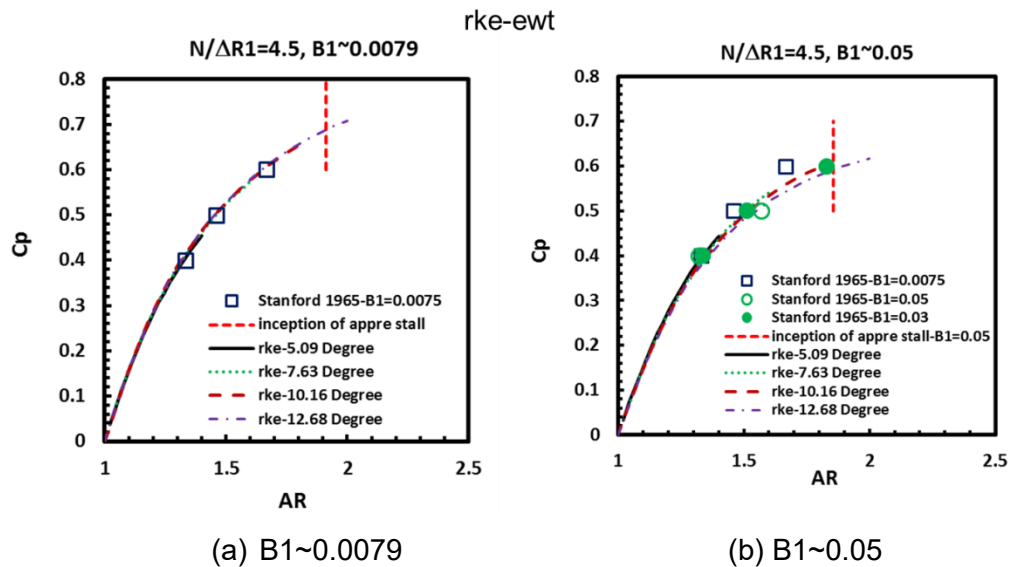 rke-ewt
N/ΔR1=4.5, B1~0.0079
0.8
0.7
0.6
0.5
0.4
0.3
0.2
0.1
0
Cp
Stanford 1965-B1=0.0075
inception of appre stall
rke-5.09 Degree
rke-7.63 Degree
rke-10.16 Degree
rke-12.68 Degree
1
1.5
2
2.5
AR
(a) B1~0.0079
N/ΔR1=4.5, B1~0.05
0.8
0.7
0.6
0.5
0.4
0.3
0.2
0.1
0
Cp
Stanford 1965-B1=0.0075
Stanford 1965-B1=0.05
Stanford 1965-B1=0.03
inception of appre stall-B1=0.05
rke-5.09 Degree
rke-7.63 Degree
rke-10.16 Degree
rke-12.68 Degree
1
1.5
2
2.5
AR
(b) B1~0.05